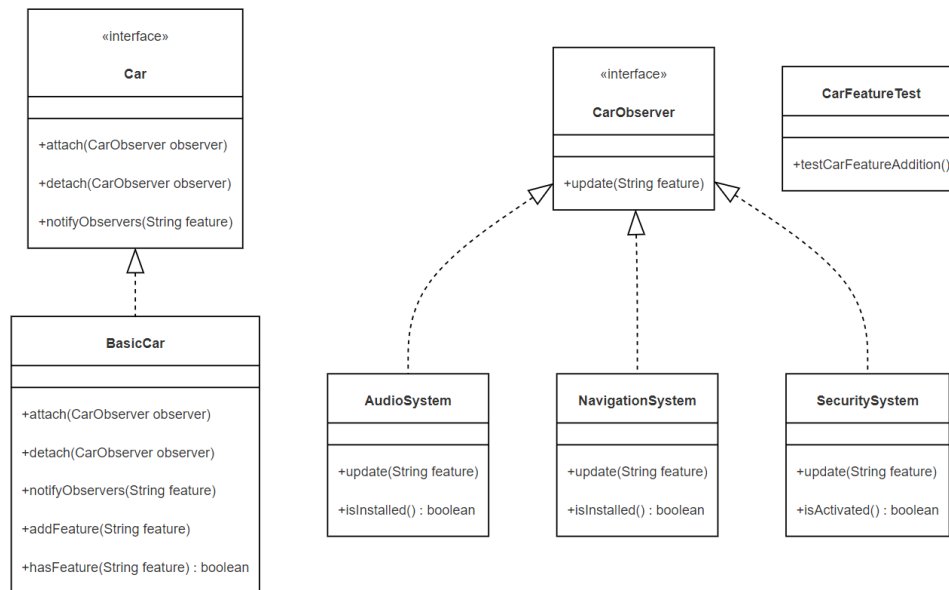 «interface»
Car
+attach(CarObserver observer)
+detach(CarObserver observer)
+notifyObservers(String feature)
BasicCar
+attach(CarObserver observer)
+detach(CarObserver observer)
+notifyObservers(String feature)
+addFeature(String feature)
+hasFeature(String feature) : boolean
«interface»
CarObserver
+update(String feature)
CarFeatureTest
+testCarFeatureAddition()
AudioSystem
+update(String feature)
+isInstalled() : boolean
NavigationSystem
+update(String feature)
+isInstalled() : boolean
SecuritySystem
+update(String feature)
+isActivated() : boolean